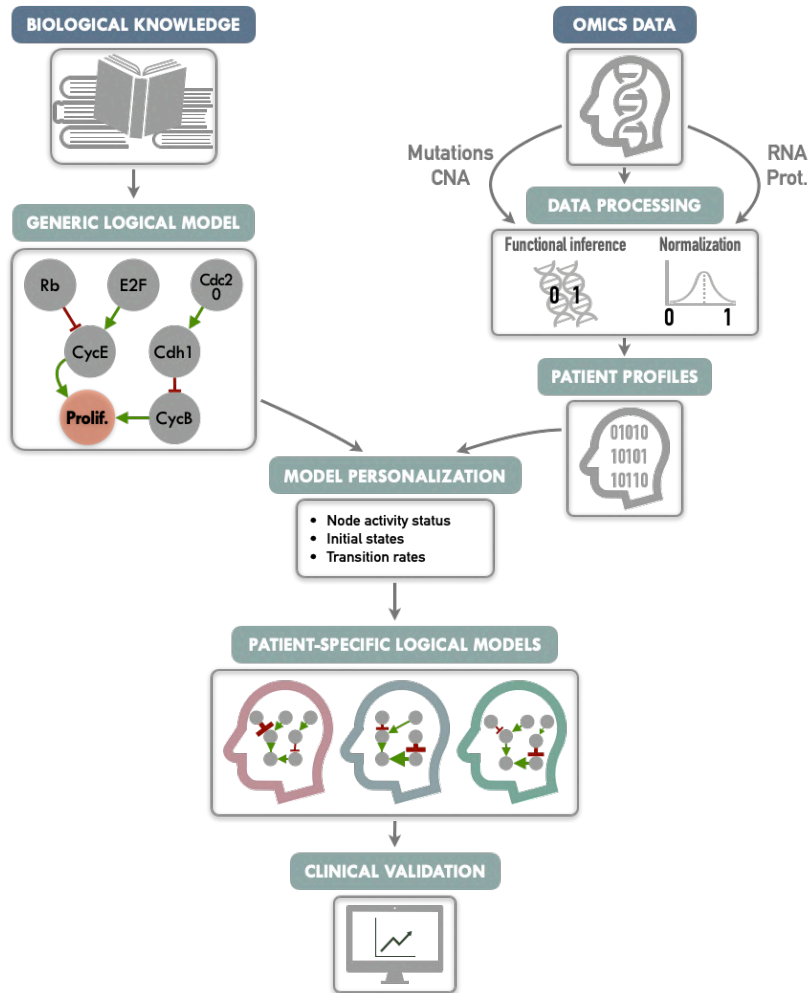 BIOLOGICAL KNOWLEDGE
OMICS DATA
Mutations
CNA
RNA
Prot.
GENERIC LOGICAL MODEL
DATA PROCESSING
Functional inference
Normalization
0 1
0 1
Rb
E2F
Cdc2
0
CycE
Cdh1
Prolif.
CycB
PATIENT PROFILES
01010
10101
10110
MODEL PERSONALIZATION
• Node activity status
• Initial states
• Transition rates
PATIENT-SPECIFIC LOGICAL MODELS
CLINICAL VALIDATION